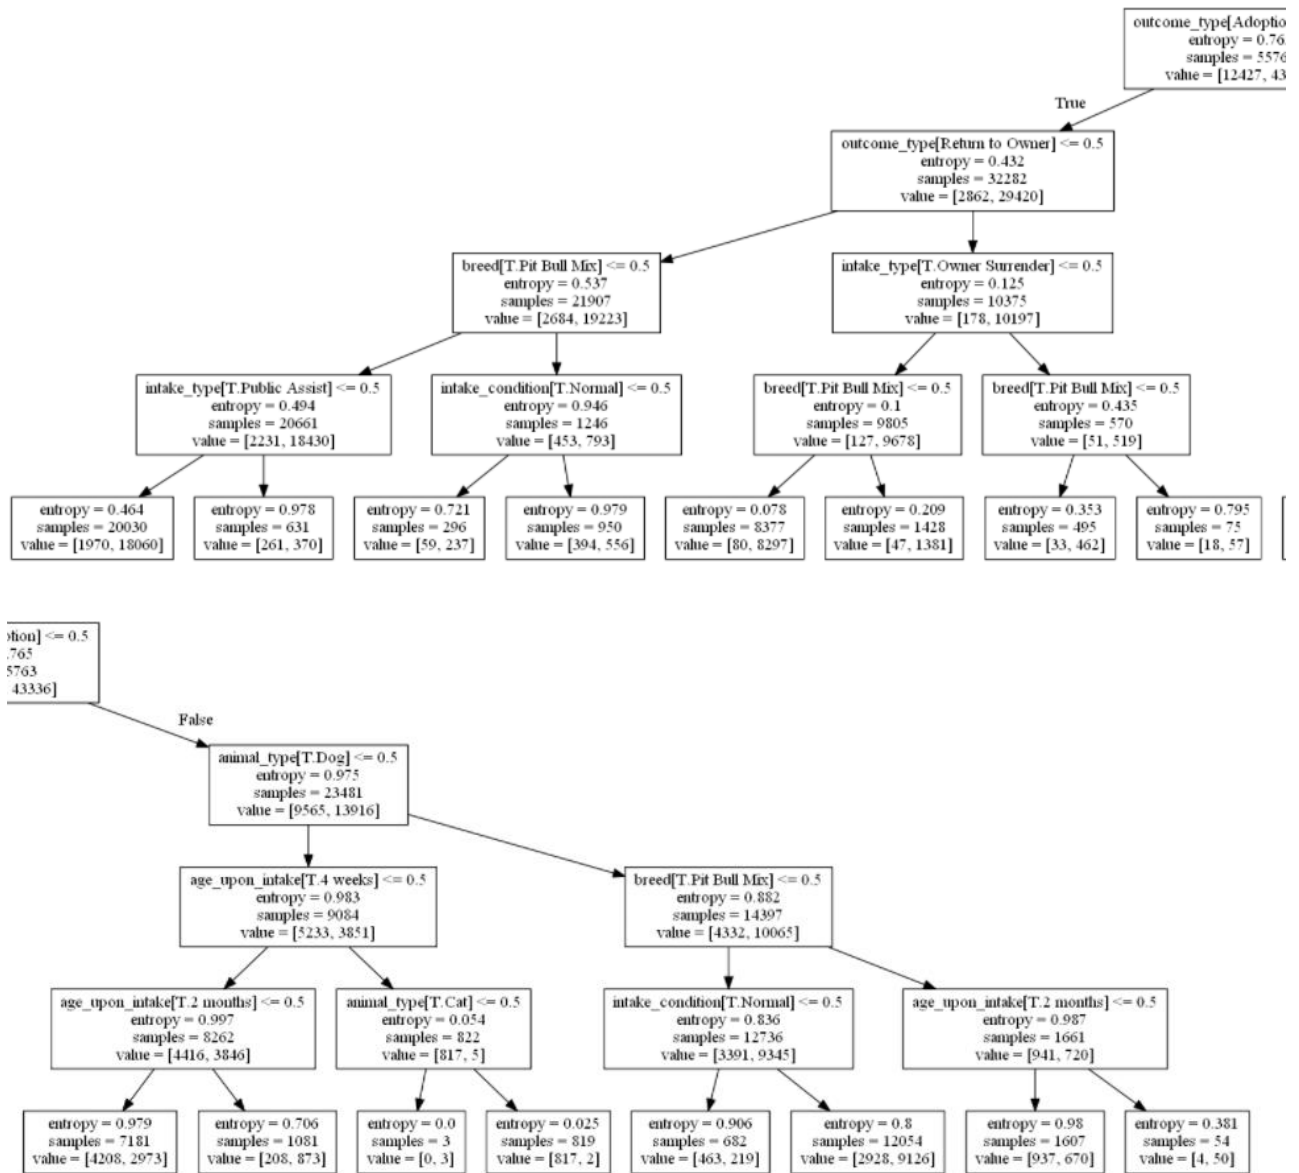 outcome_type[Adoptio
entropy = 0.76
samples = 5576
value = [12427, 43
True
outcome_type[Return to Owner] <= 0.5
entropy = 0.432
samples = 32282
value = [2862, 29420]
breed[T.Pit Bull Mix] <= 0.5
entropy = 0.537
samples = 21907
value = [2684, 19223]
intake_type[T.Owner Surrender] <= 0.5
entropy = 0.125
samples = 10375
value = [178, 10197]
intake_type[T.Public Assist] <= 0.5
entropy = 0.494
samples = 20661
value = [2231, 18430]
intake_condition[T.Normal] <= 0.5
entropy = 0.946
samples = 1246
value = [453, 793]
breed[T.Pit Bull Mix] <= 0.5
entropy = 0.1
samples = 9805
value = [127, 9678]
breed[T.Pit Bull Mix] <= 0.5
entropy = 0.435
samples = 570
value = [51, 519]
entropy = 0.464
samples = 20030
value = [1970, 18060]
entropy = 0.978
samples = 631
value = [261, 370]
entropy = 0.721
samples = 296
value = [59, 237]
entropy = 0.979
samples = 950
value = [394, 556]
entropy = 0.078
samples = 8377
value = [80, 8297]
entropy = 0.209
samples = 1428
value = [47, 1381]
entropy = 0.353
samples = 495
value = [33, 462]
entropy = 0.795
samples = 75
value = [18, 57]
ption] <= 0.5
.765
5763
43336]
False
animal_type[T.Dog] <= 0.5
entropy = 0.975
samples = 23481
value = [9565, 13916]
age_upon_intake[T.4 weeks] <= 0.5
entropy = 0.983
samples = 9084
value = [5233, 3851]
breed[T.Pit Bull Mix] <= 0.5
entropy = 0.882
samples = 14397
value = [4332, 10065]
age_upon_intake[T.2 months] <= 0.5
entropy = 0.997
samples = 8262
value = [4416, 3846]
animal_type[T.Cat] <= 0.5
entropy = 0.054
samples = 822
value = [817, 5]
intake_condition[T.Normal] <= 0.5
entropy = 0.836
samples = 12736
value = [3391, 9345]
age_upon_intake[T.2 months] <= 0.5
entropy = 0.987
samples = 1661
value = [941, 720]
entropy = 0.979
samples = 7181
value = [4208, 2973]
entropy = 0.706
samples = 1081
value = [208, 873]
entropy = 0.0
samples = 3
value = [0, 3]
entropy = 0.025
samples = 819
value = [817, 2]
entropy = 0.906
samples = 682
value = [463, 219]
entropy = 0.8
samples = 12054
value = [2928, 9126]
entropy = 0.98
samples = 1607
value = [937, 670]
entropy = 0.381
samples = 54
value = [4, 50]